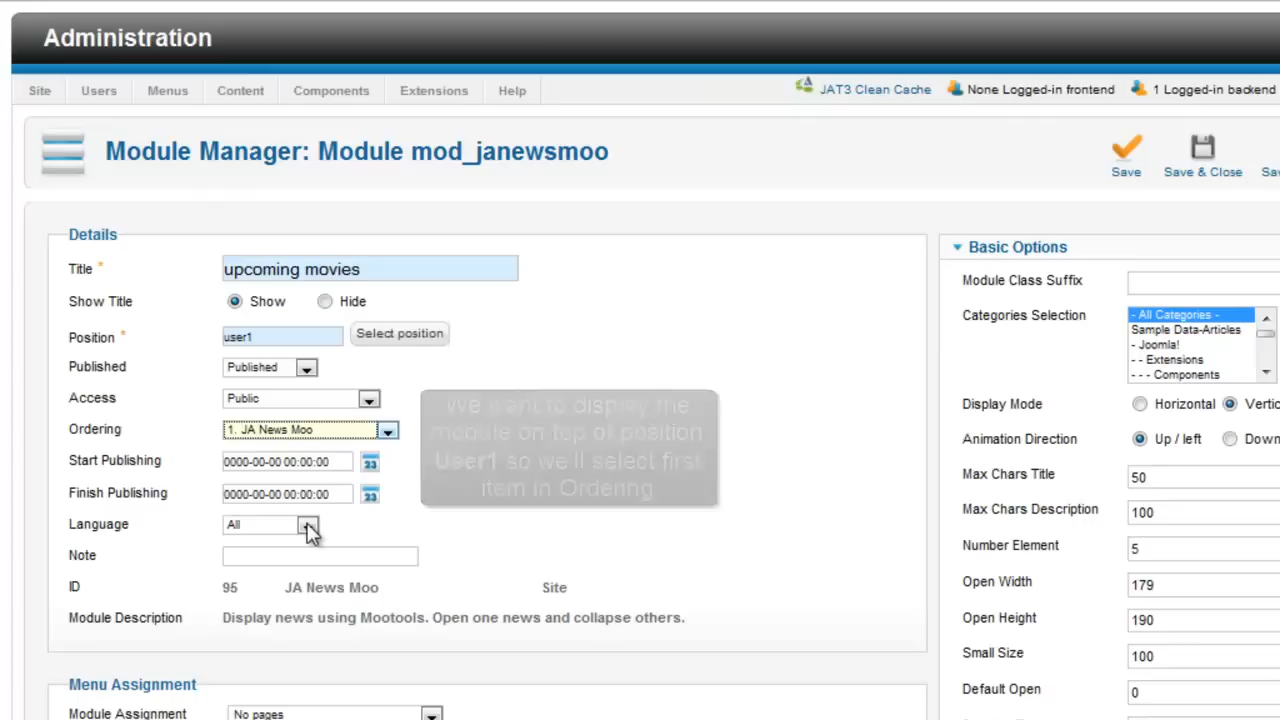 Administration
Site Users Menus Content Components Extensions Help
JAT3 Clean Cache None Logged-in frontend 1 Logged-in backend
Module Manager: Module mod_janewsmoo
Save Save & Close
Details
Title * upcoming movies
Show Title Show Hide
Position * user1 Select position
Published Published
Access Public
Ordering 1. JA News Moo
Start Publishing 0000-00-00 00:00:00 23
Finish Publishing 0000-00-00 00:00:00 23
Language All
Note
ID 95 JA News Moo Site
Module Description Display news using Mootools. Open one news and collapse others.
We want to display the
module on top of position
User1 so we'll select first
item in Ordering
Menu Assignment
Module Assignment No pages
Basic Options
Module Class Suffix
Categories Selection
- All Categories -
Sample Data-Articles
- Joomla!
- - Extensions
- - - Components
Display Mode Horizontal
Animation Direction Up / left Down
Max Chars Title 50
Max Chars Description 100
Number Element 5
Open Width 179
Open Height 190
Small Size 100
Default Open 0